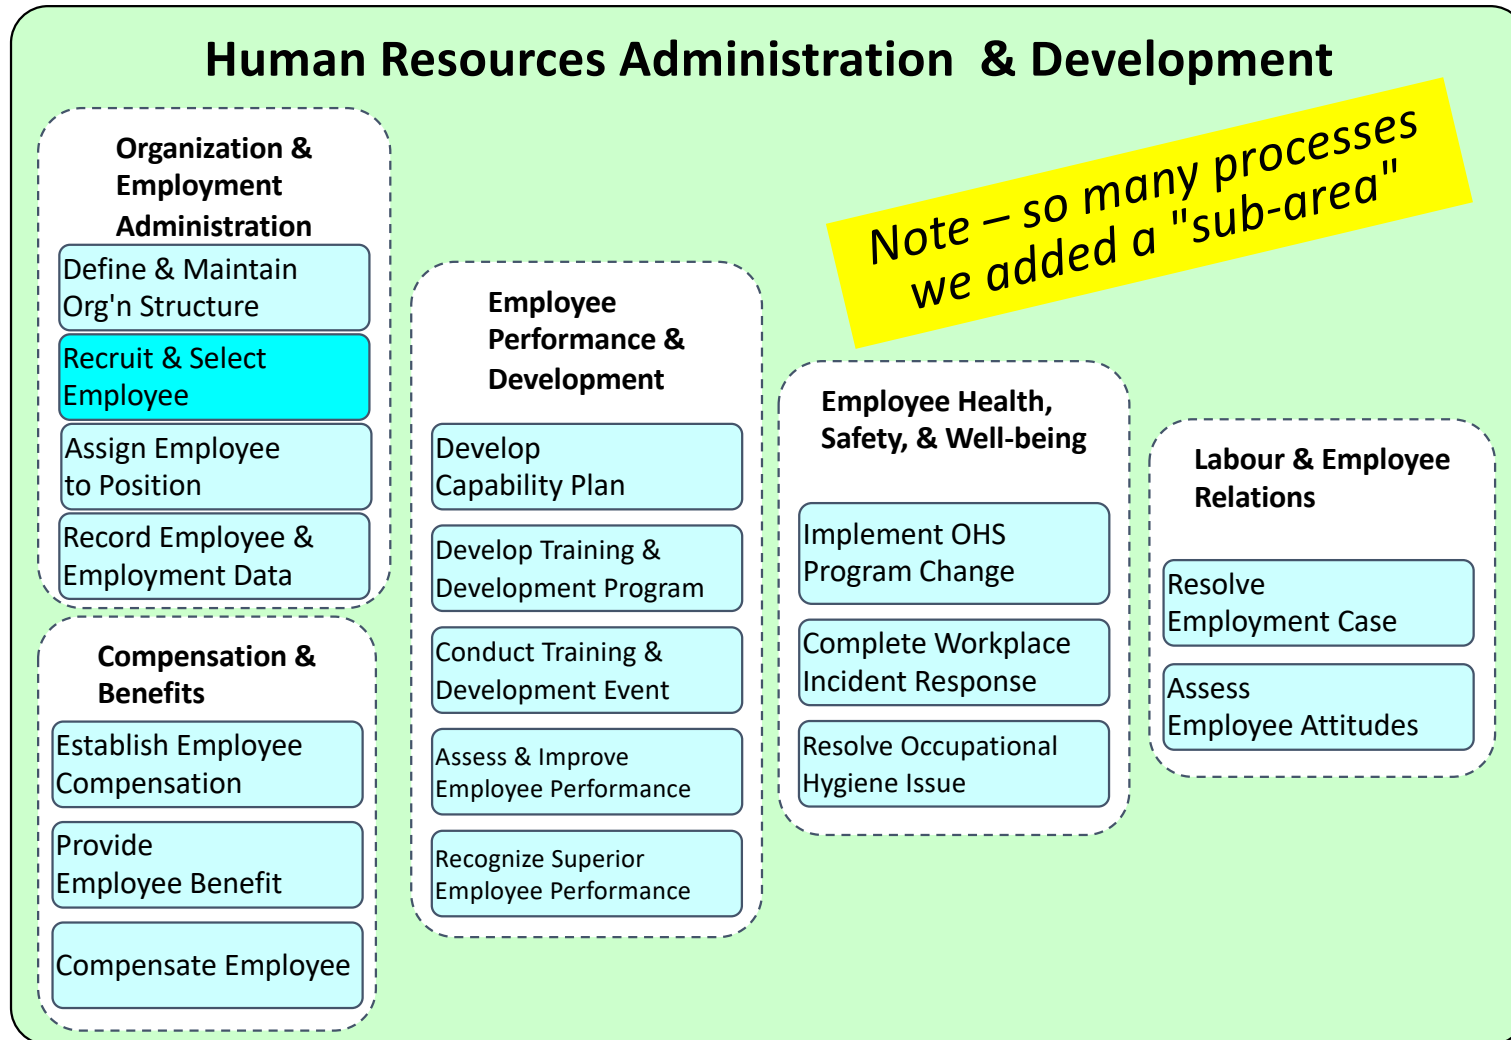 Human Resources Administration & Development
Note – so many processes
we added a "sub-area"
Organization &
Employment
Administration
Define & Maintain
Org'n Structure
Recruit & Select
Employee
Assign Employee
to Position
Record Employee &
Employment Data
Compensation &
Benefits
Establish Employee
Compensation
Provide
Employee Benefit
Compensate Employee
Employee
Performance &
Development
Develop
Capability Plan
Develop Training &
Development Program
Conduct Training &
Development Event
Assess & Improve
Employee Performance
Recognize Superior
Employee Performance
Employee Health,
Safety, & Well-being
Implement OHS
Program Change
Complete Workplace
Incident Response
Resolve Occupational
Hygiene Issue
Labour & Employee
Relations
Resolve
Employment Case
Assess
Employee Attitudes